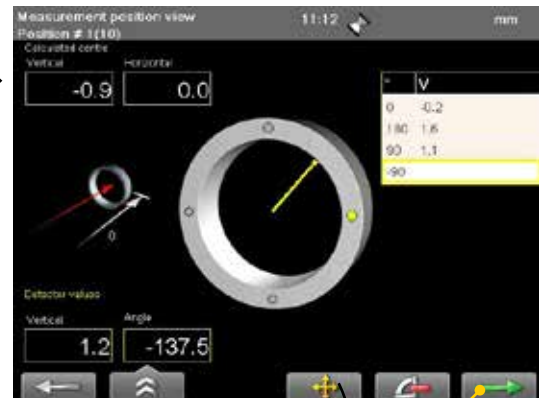 Measurement position view 11:12 mm
Position # 1(10)
Calculated centre
Vertical Horizontal
-0.9 0.0
° V
0 -0.2
180 1.6
90 1.1
-90
0
Detector values
Vertical Angle
1.2 -137.5